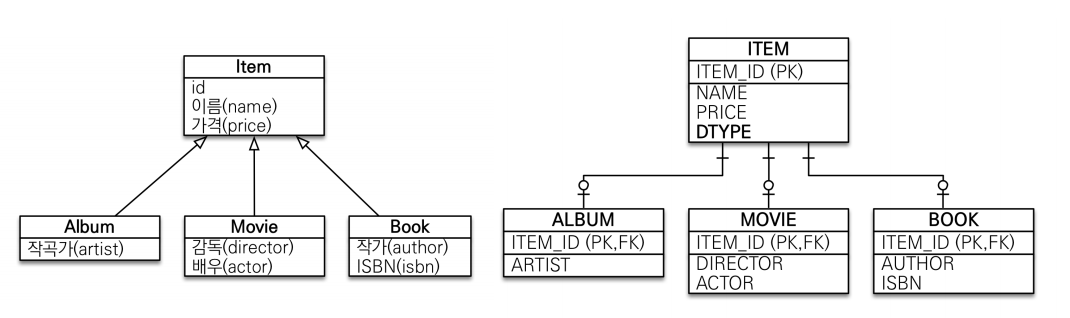 Item
id
이름(name)
가격(price)
Album
작곡가(artist)
Movie
감독(director)
배우(actor)
Book
작가(author)
ISBN(isbn)
ITEM
ITEM_ID (PK)
NAME
PRICE
DTYPE
ALBUM
ITEM_ID (PK,FK)
ARTIST
MOVIE
ITEM_ID (PK,FK)
DIRECTOR
ACTOR
BOOK
ITEM_ID (PK,FK)
AUTHOR
ISBN